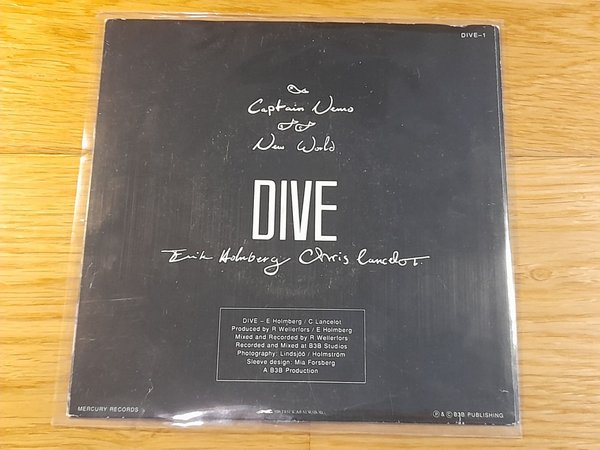 DIVE-1
Captain Nemo
New World
DIVE
Erik Holmberg Chris Lancelot.
DIVE – E Holmberg / C Lancelot
Produced by R Wellerfors / E Holmberg
Mixed and Recorded by R Wellerfors
Recorded and Mixed at B3B Studios
Photography: Lindsjöö / Holmström
Sleeve design: Mia Forsberg
A B3B Production
MERCURY RECORDS
℗ & © B3B PUBLISHING